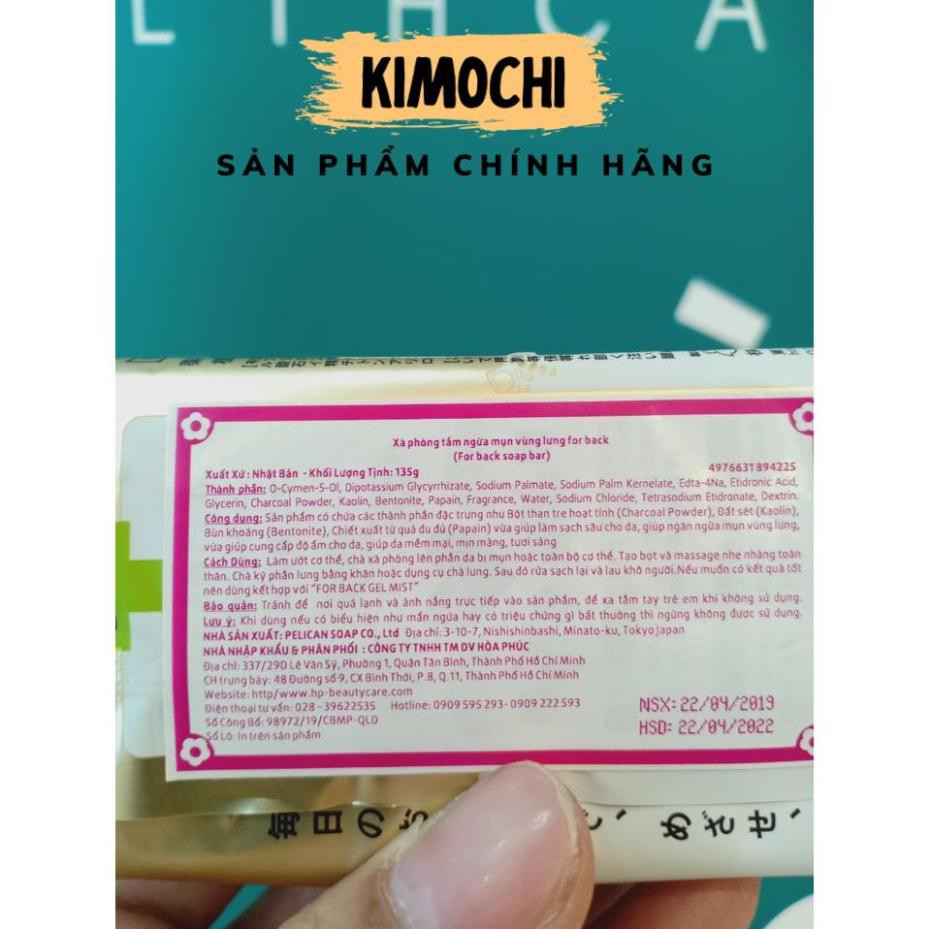 LTHCA
KIMOCHI
SẢN PHẨM CHÍNH HÃNG
Xà phòng tắm ngừa mụn vùng lưng for back
(For back soap bar)
Xuất Xứ : Nhật Bản - Khối Lượng Tịnh: 135g 4976631894225
Thành phần: O-Cymen-5-Ol, Dipotassium Glycyrrhizate, Sodium Palmate, Sodium Palm Kernelate, Edta-4Na, Etidronic Acid,
Glycerin, Charcoal Powder, Kaolin, Bentonite, Papain, Fragrance, Water, Sodium Chloride, Tetrasodium Etidronate, Dextrin.
Công dụng: Sản phẩm có chứa các thành phần đặc trưng như Bột than tre hoạt tính (Charcoal Powder), Đất sét (Kaolin),
Bùn khoáng (Bentonite), Chiết xuất từ quả đu đủ (Papain) vừa giúp làm sạch sâu cho da, giúp ngăn ngừa mụn vùng lưng,
vừa giúp cung cấp độ ẩm cho da, giúp da mềm mại, mịn màng, tươi sáng
Cách Dùng: Làm ướt cơ thể, chà xà phòng lên phần da bị mụn hoặc toàn bộ cơ thể. Tạo bọt và massage nhẹ nhàng toàn
thân. Chà kỹ phần lưng bằng khăn hoặc dụng cụ chà lưng. Sau đó rửa sạch lại và lau khô người.Nếu muốn có kết quả tốt
nên dùng kết hợp với "FOR BACK GEL MIST"
Bảo quản: Tránh để nơi quá lạnh và ánh nắng trực tiếp vào sản phẩm, để xa tầm tay trẻ em khi không sử dụng.
Lưu ý: Khi dùng nếu có biểu hiện như mẩn ngứa hay có triệu chứng gì bất thường thì ngừng không được sử dụng.
NHÀ SẢN XUẤT: PELICAN SOAP CO., Ltd Địa chỉ: 3-10-7, Nishishinbashi, Minato-ku, Tokyo Japan
NHÀ NHẬP KHẨU & PHÂN PHỐI : CÔNG TY TNHH TM DV HÒA PHÚC
Địa chỉ: 337/29D Lê Văn Sỹ, Phường 1, Quận Tân Bình, Thành Phố Hồ Chí Minh
CH trưng bày: 48 Đường số 9, CX Bình Thới, P.8, Q.11, Thành Phố Hồ Chí Minh
Website: http/www.hp-beautycare.com
Điện thoại tư vấn: 028 - 39622535 Hotline: 0909 595 293- 0909 222 593
Số Công Bố: 98972/19/CBMP-QLD
Số Lô: In trên sản phẩm
NSX: 22/04/2019
HSD: 22/04/2022
毎日の
めざせ、